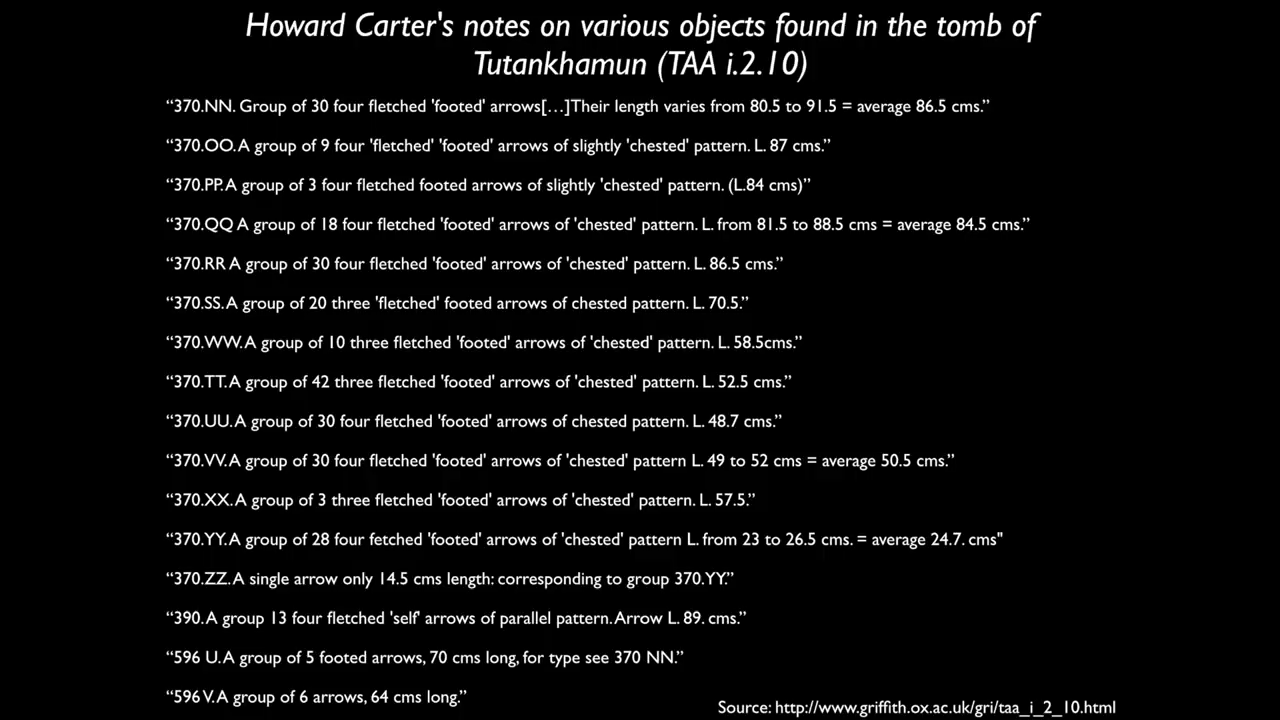 Howard Carter's notes on various objects found in the tomb of
Tutankhamun (TAA i.2.10)
“370.NN. Group of 30 four fletched 'footed' arrows[…]Their length varies from 80.5 to 91.5 = average 86.5 cms.”
“370.OO. A group of 9 four 'fletched' 'footed' arrows of slightly 'chested' pattern. L. 87 cms.”
“370.PP. A group of 3 four fletched footed arrows of slightly 'chested' pattern. (L.84 cms)”
“370.QQ A group of 18 four fletched 'footed' arrows of 'chested' pattern. L. from 81.5 to 88.5 cms = average 84.5 cms.”
“370.RR A group of 30 four fletched 'footed' arrows of 'chested' pattern. L. 86.5 cms.”
“370.SS. A group of 20 three 'fletched' footed arrows of chested pattern. L. 70.5.”
“370.WW. A group of 10 three fletched 'footed' arrows of 'chested' pattern. L. 58.5cms.”
“370.TT. A group of 42 three fletched 'footed' arrows of 'chested' pattern. L. 52.5 cms.”
“370.UU. A group of 30 four fletched 'footed' arrows of chested pattern. L. 48.7 cms.”
“370.VV. A group of 30 four fletched 'footed' arrows of 'chested' pattern L. 49 to 52 cms = average 50.5 cms.”
“370.XX. A group of 3 three fletched 'footed' arrows of 'chested' pattern. L. 57.5.”
“370.YY. A group of 28 four fetched 'footed' arrows of 'chested' pattern L. from 23 to 26.5 cms. = average 24.7. cms"
“370.ZZ. A single arrow only 14.5 cms length: corresponding to group 370.YY.”
“390. A group 13 four fletched 'self' arrows of parallel pattern. Arrow L. 89. cms.”
“596 U. A group of 5 footed arrows, 70 cms long, for type see 370 NN.”
“596 V. A group of 6 arrows, 64 cms long.”
Source: http://www.griffith.ox.ac.uk/gri/taa_i_2_10.html